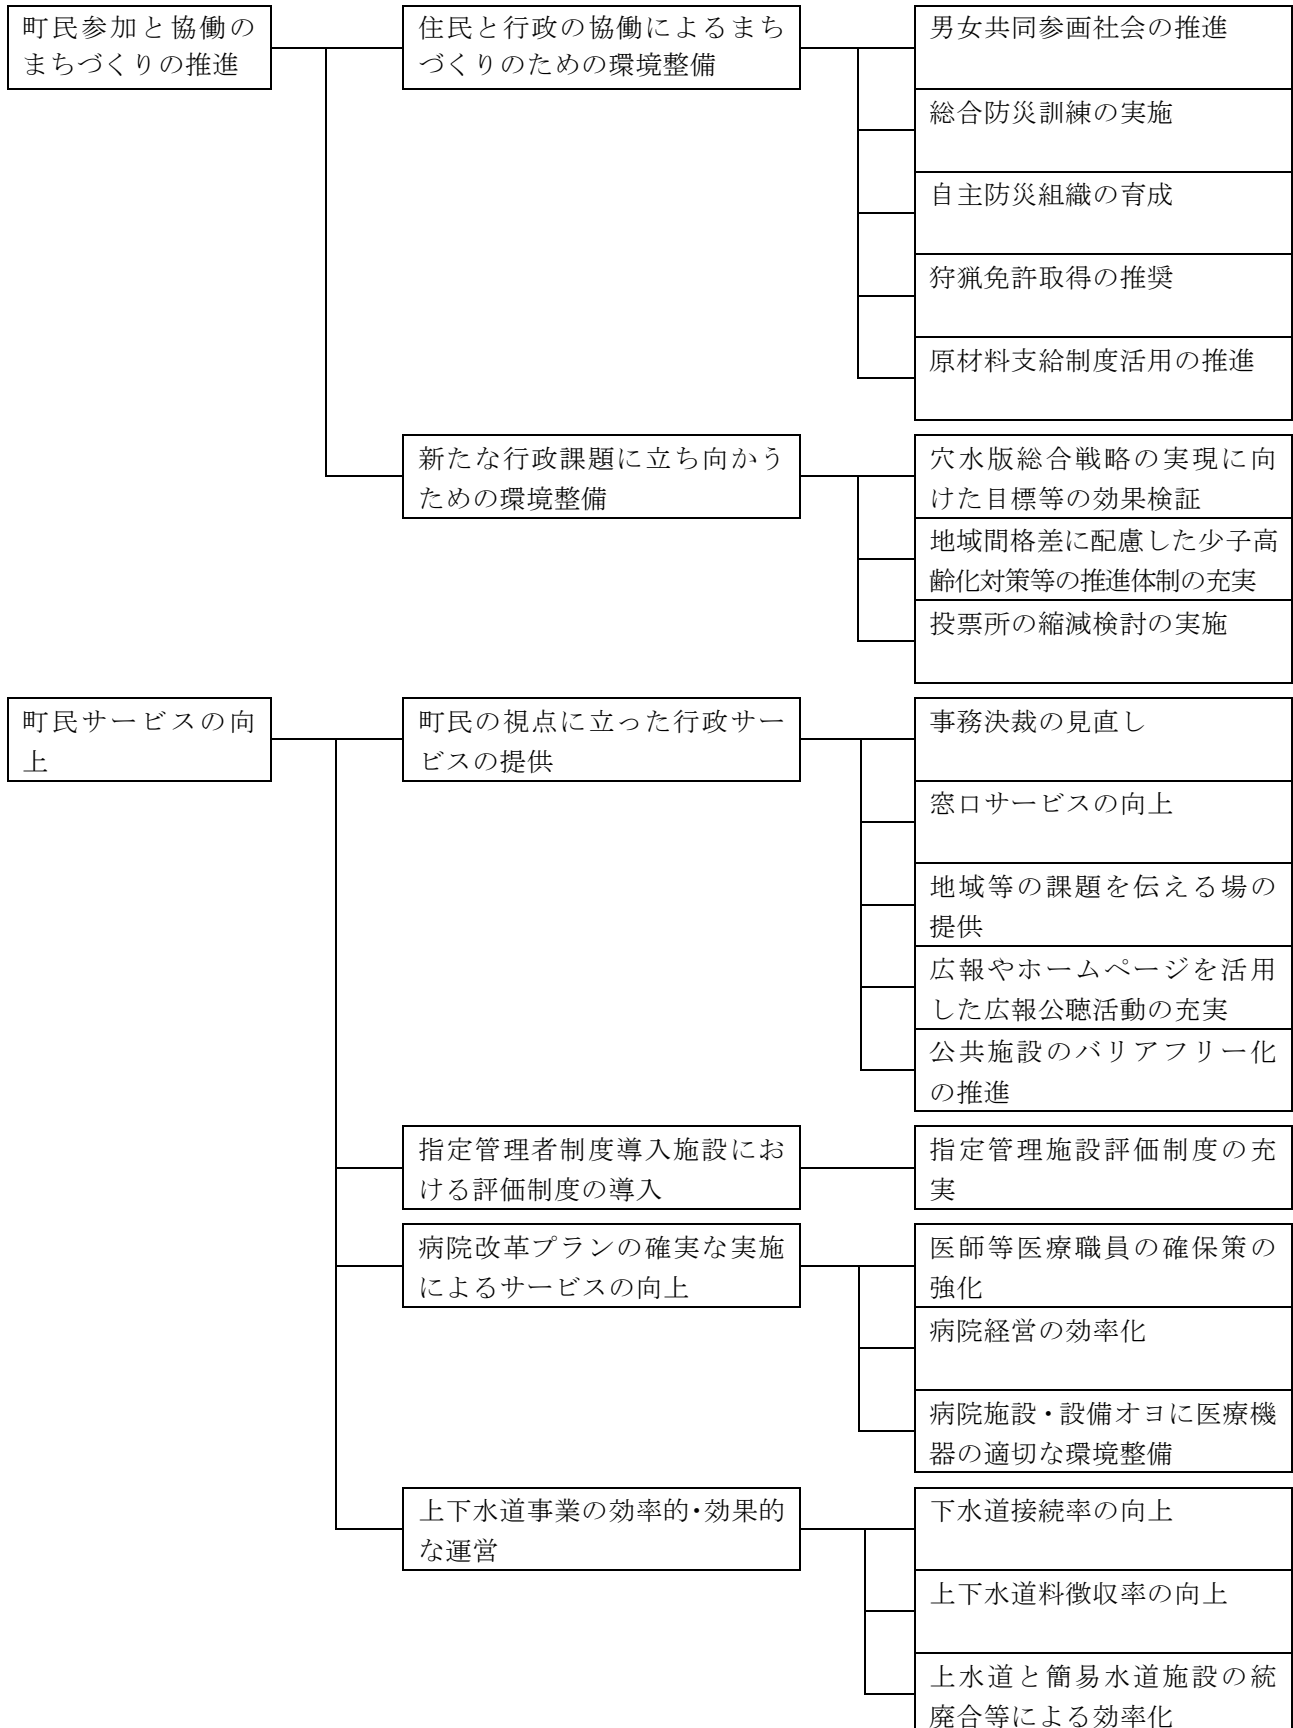 町民参加と協働の
まちづくりの推進
住民と行政の協働によるまち
づくりのための環境整備
男女共同参画社会の推進
総合防災訓練の実施
自主防災組織の育成
狩猟免許取得の推奨
原材料支給制度活用の推進
新たな行政課題に立ち向かう
ための環境整備
穴水版総合戦略の実現に向
けた目標等の効果検証
地域間格差に配慮した少子高
齢化対策等の推進体制の充実
投票所の縮減検討の実施
町民サービスの向
上
町民の視点に立った行政サー
ビスの提供
事務決裁の見直し
窓口サービスの向上
地域等の課題を伝える場の
提供
広報やホームページを活用
した広報公聴活動の充実
公共施設のバリアフリー化
の推進
指定管理者制度導入施設にお
ける評価制度の導入
指定管理施設評価制度の充
実
病院改革プランの確実な実施
によるサービスの向上
医師等医療職員の確保策の
強化
病院経営の効率化
病院施設・設備オヨに医療機
器の適切な環境整備
上下水道事業の効率的・効果的
な運営
下水道接続率の向上
上下水道料徴収率の向上
上水道と簡易水道施設の統
廃合等による効率化